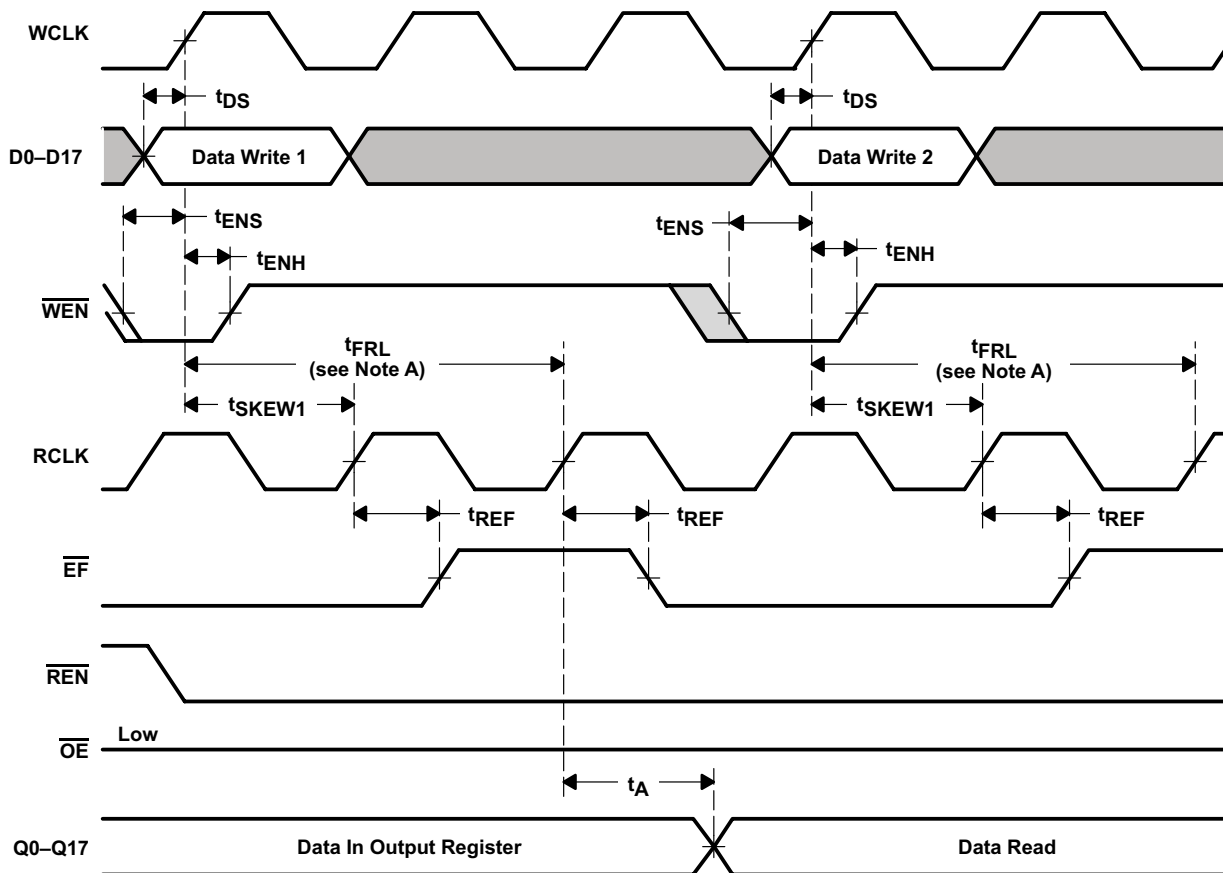 WCLK
tDS
tDS
D0–D17
Data Write 1
Data Write 2
tENS
tENS
tENH
tENH
WEN
tFRL
(see Note A)
tFRL
(see Note A)
tSKEW1
tSKEW1
RCLK
tREF
tREF
tREF
EF
REN
Low
OE
tA
Q0–Q17
Data In Output Register
Data Read